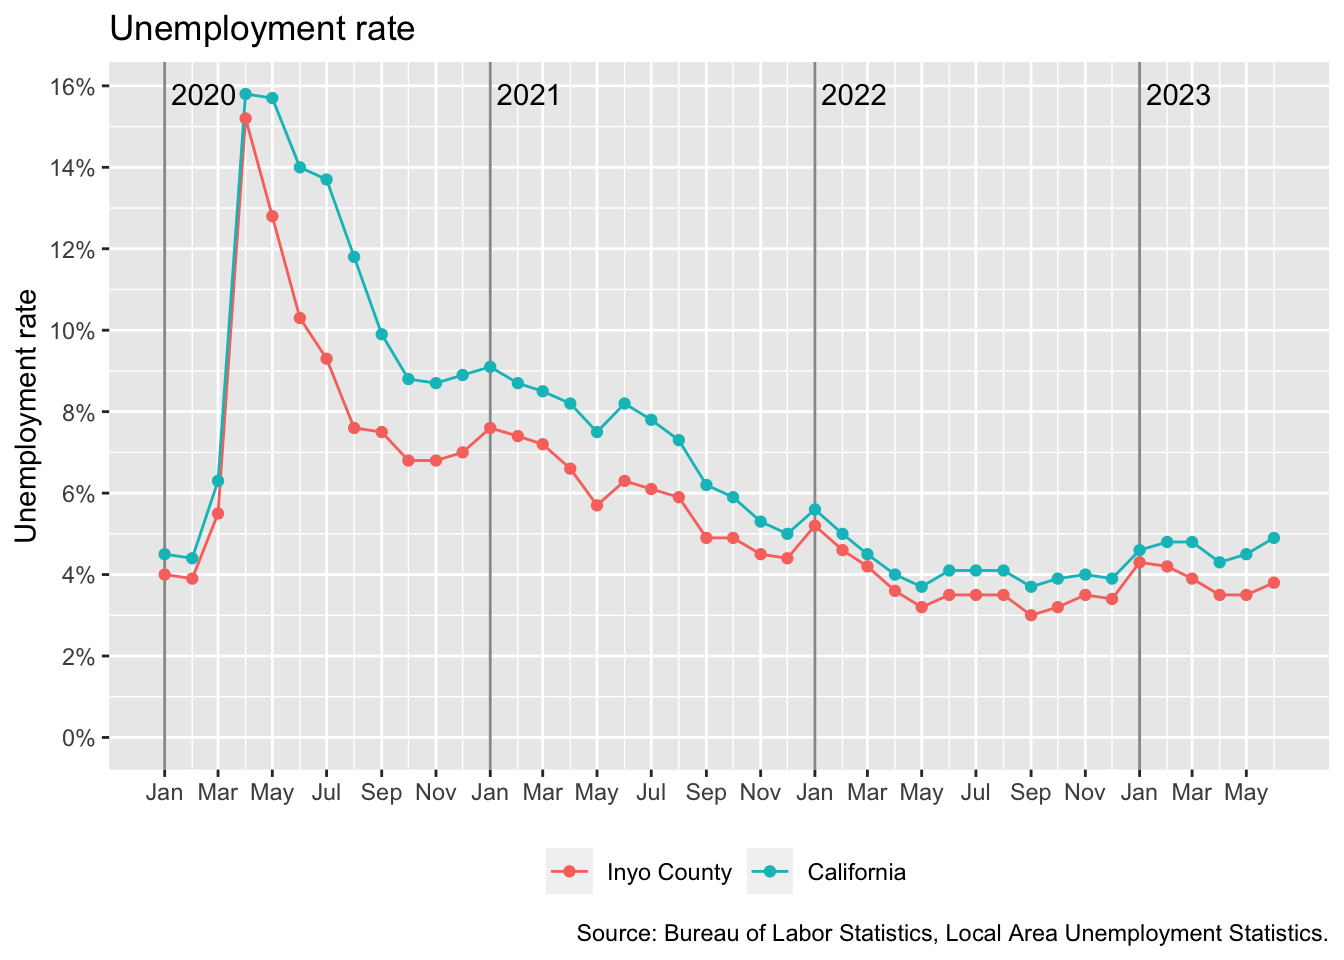 Unemployment rate
Unemployment rate
16%
14%
12%
10%
8%
6%
4%
2%
0%
2020 2021 2022 2023
Jan Mar May Jul Sep Nov Jan Mar May Jul Sep Nov Jan Mar May Jul Sep Nov Jan Mar May
Inyo County California
Source: Bureau of Labor Statistics, Local Area Unemployment Statistics.